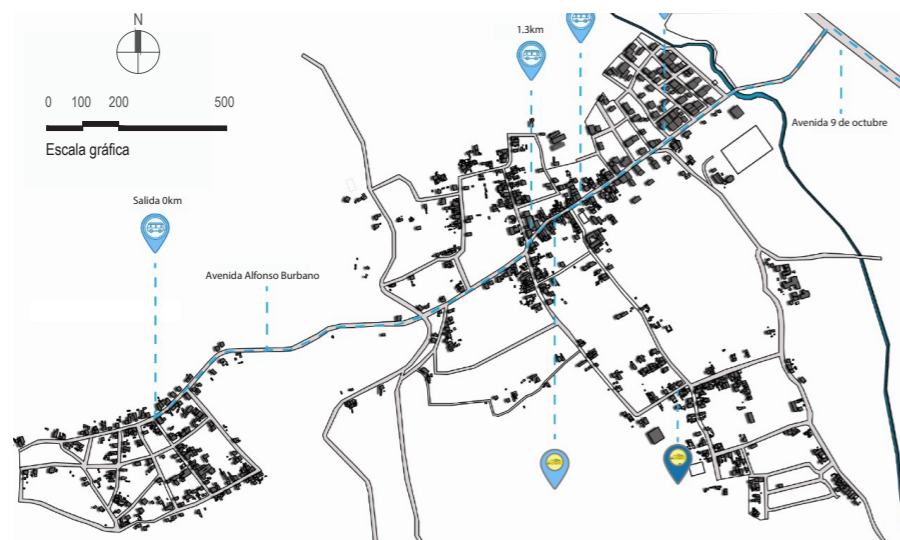 N
1.3km
0 100 200 500
Escala gráfica
Avenida 9 de octubre
Salida 0km
Avenida Alfonso Burbano